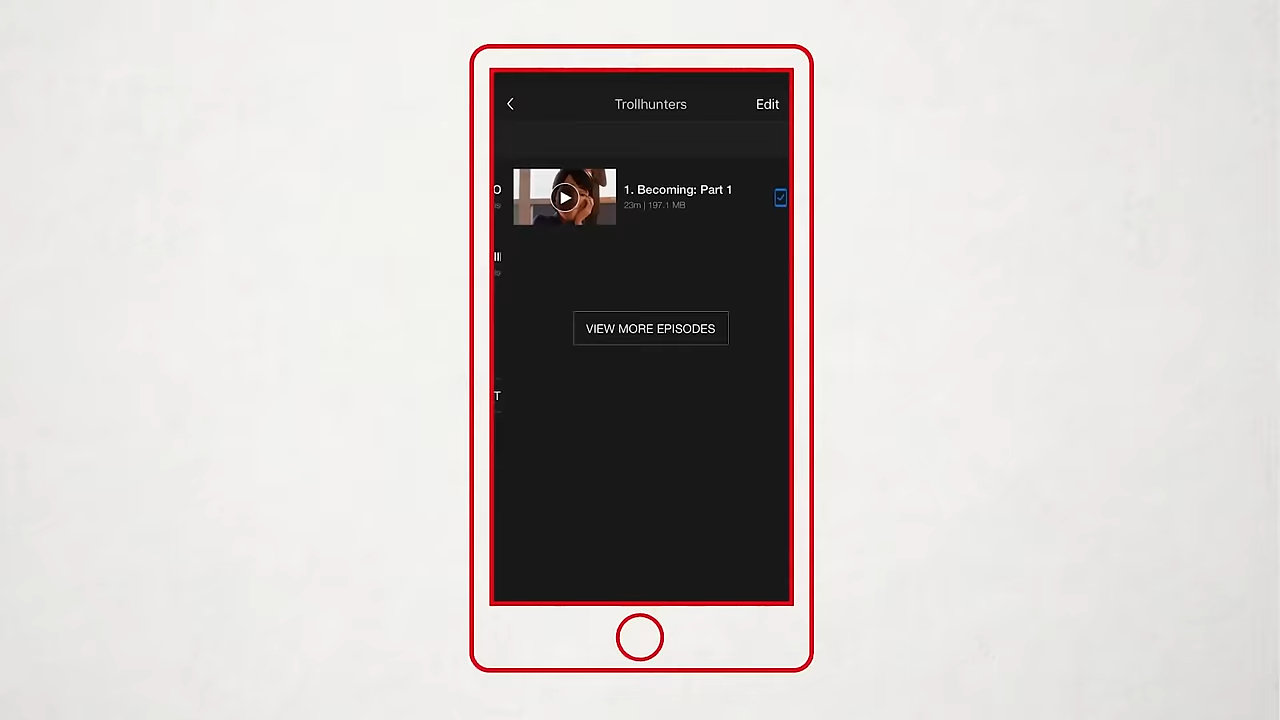 Trollhunters
Edit
O
1. Becoming: Part 1
23m | 197.1 MB
VIEW MORE EPISODES
T